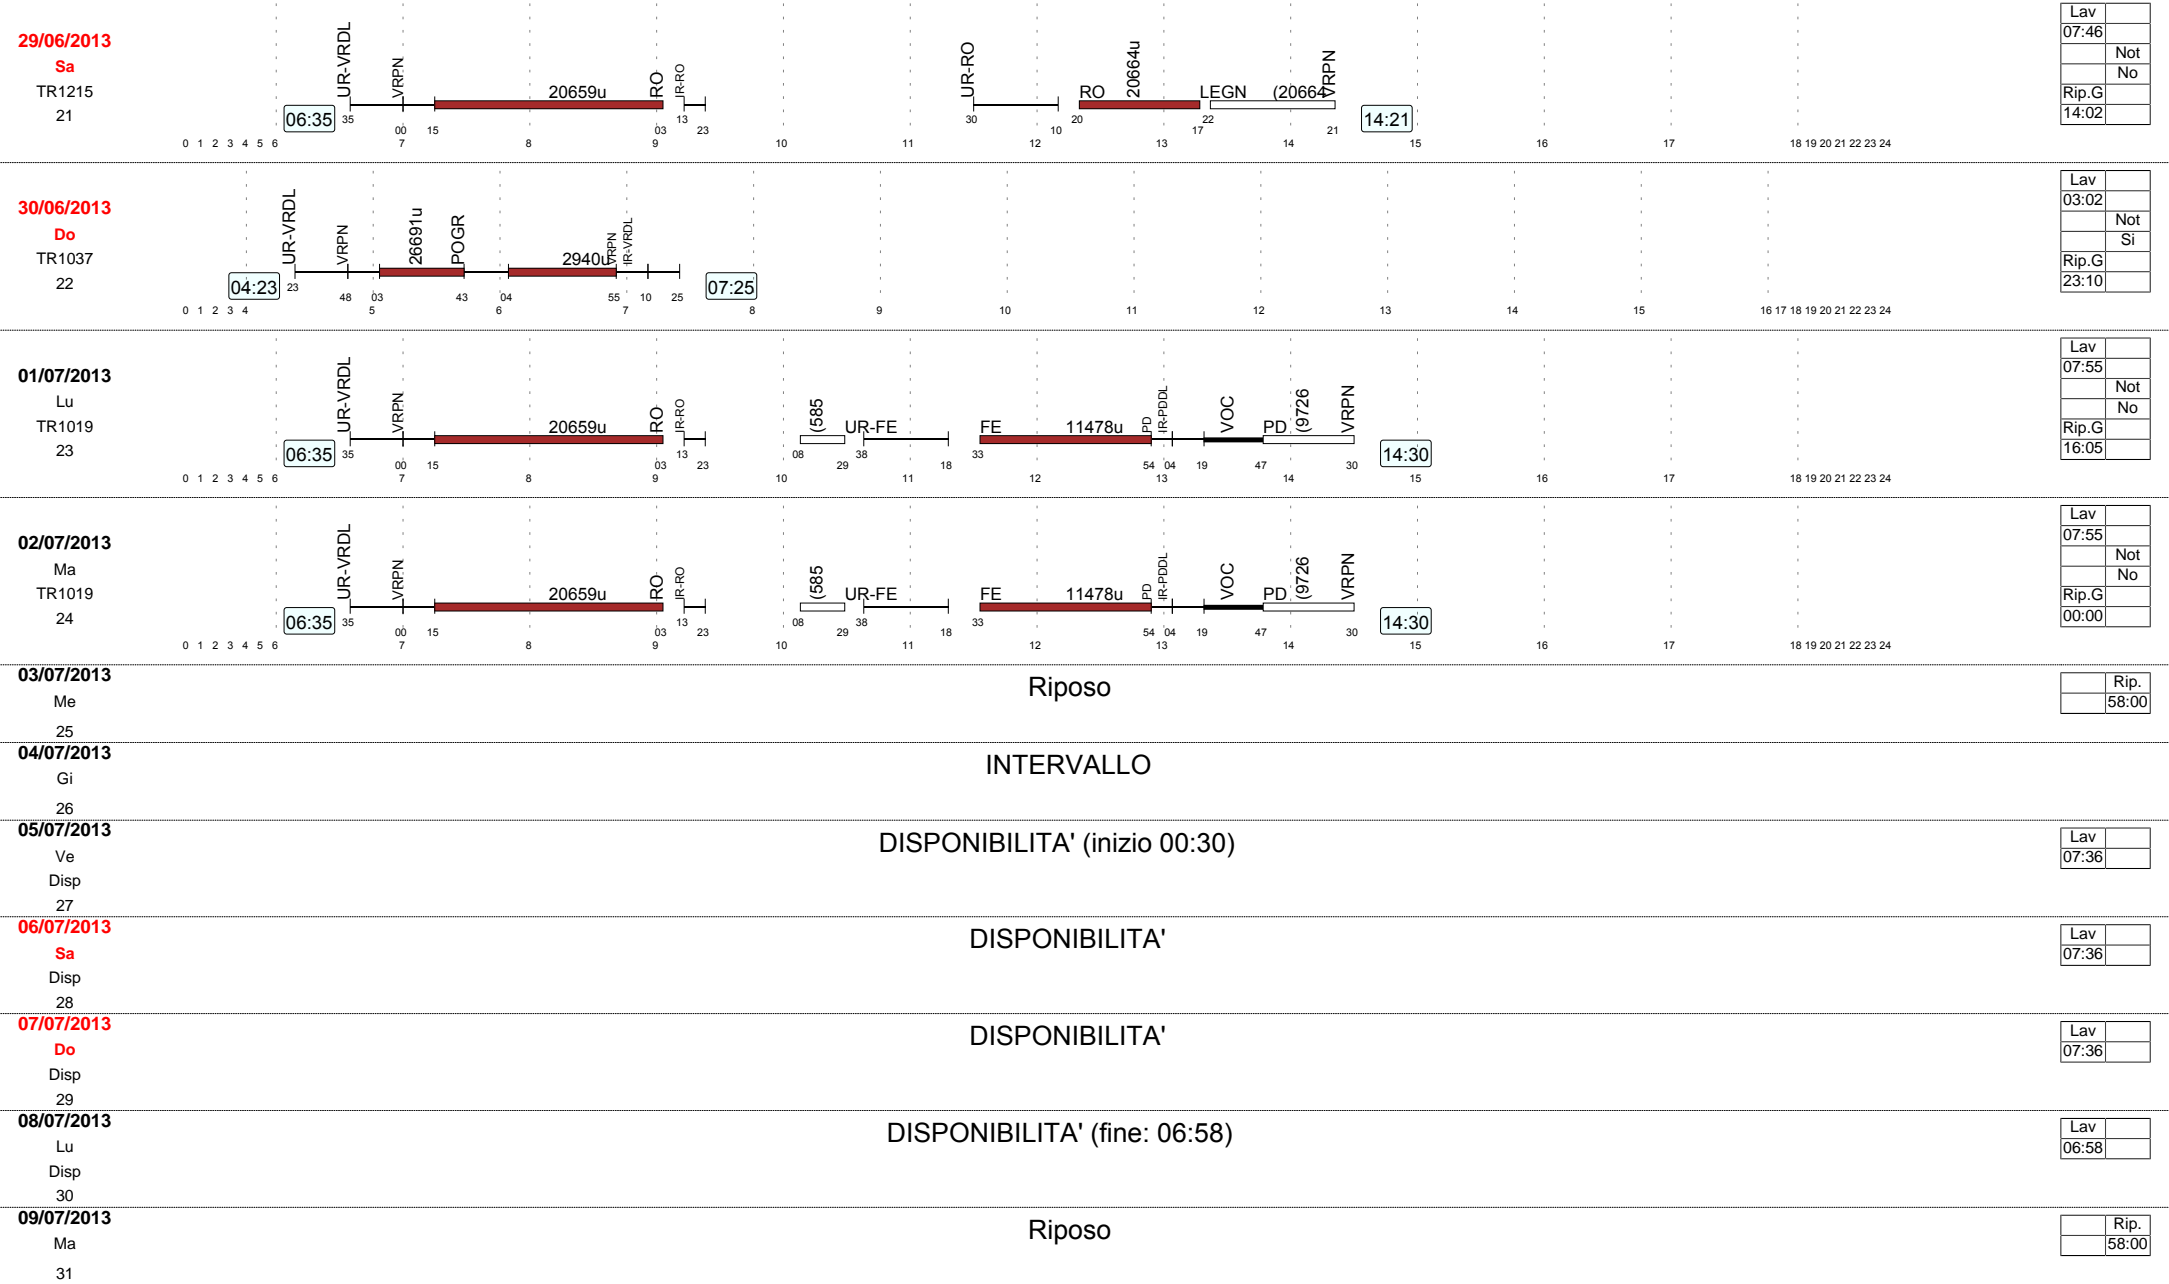 29/06/2013
Sa
TR1215
21
06:35
UR-VRDL
VRPN
20659u
RO
IR-RO
UR-RO
RO
20664u
LEGN
(20664
VRPN
14:21
35 00 15 03 13 23 30 10 20 17 22 21
0 1 2 3 4 5 6 7 8 9 10 11 12 13 14 15 16 17 18 19 20 21 22 23 24
Lav
07:46
Not
No
Rip.G
14:02
30/06/2013
Do
TR1037
22
04:23
UR-VRDL
VRPN
26691u
POGR
2940u
VRPN
IR-VRDL
07:25
23 48 03 43 04 55 10 25
0 1 2 3 4 5 6 7 8 9 10 11 12 13 14 15 16 17 18 19 20 21 22 23 24
Lav
03:02
Not
Si
Rip.G
23:10
01/07/2013
Lu
TR1019
23
06:35
UR-VRDL
VRPN
20659u
RO
IR-RO
(585
UR-FE
FE
11478u
PD
IR-PDDL
VOC
PD
(9726
VRPN
14:30
35 00 15 03 13 23 08 29 38 18 33 54 04 19 47 30
0 1 2 3 4 5 6 7 8 9 10 11 12 13 14 15 16 17 18 19 20 21 22 23 24
Lav
07:55
Not
No
Rip.G
16:05
02/07/2013
Ma
TR1019
24
06:35
UR-VRDL
VRPN
20659u
RO
IR-RO
(585
UR-FE
FE
11478u
PD
IR-PDDL
VOC
PD
(9726
VRPN
14:30
35 00 15 03 13 23 08 29 38 18 33 54 04 19 47 30
0 1 2 3 4 5 6 7 8 9 10 11 12 13 14 15 16 17 18 19 20 21 22 23 24
Lav
07:55
Not
No
Rip.G
00:00
03/07/2013
Me
25
Riposo
Rip.
58:00
04/07/2013
Gi
26
INTERVALLO
05/07/2013
Ve
Disp
27
DISPONIBILITA' (inizio 00:30)
Lav
07:36
06/07/2013
Sa
Disp
28
DISPONIBILITA'
Lav
07:36
07/07/2013
Do
Disp
29
DISPONIBILITA'
Lav
07:36
08/07/2013
Lu
Disp
30
DISPONIBILITA' (fine: 06:58)
Lav
06:58
09/07/2013
Ma
31
Riposo
Rip.
58:00